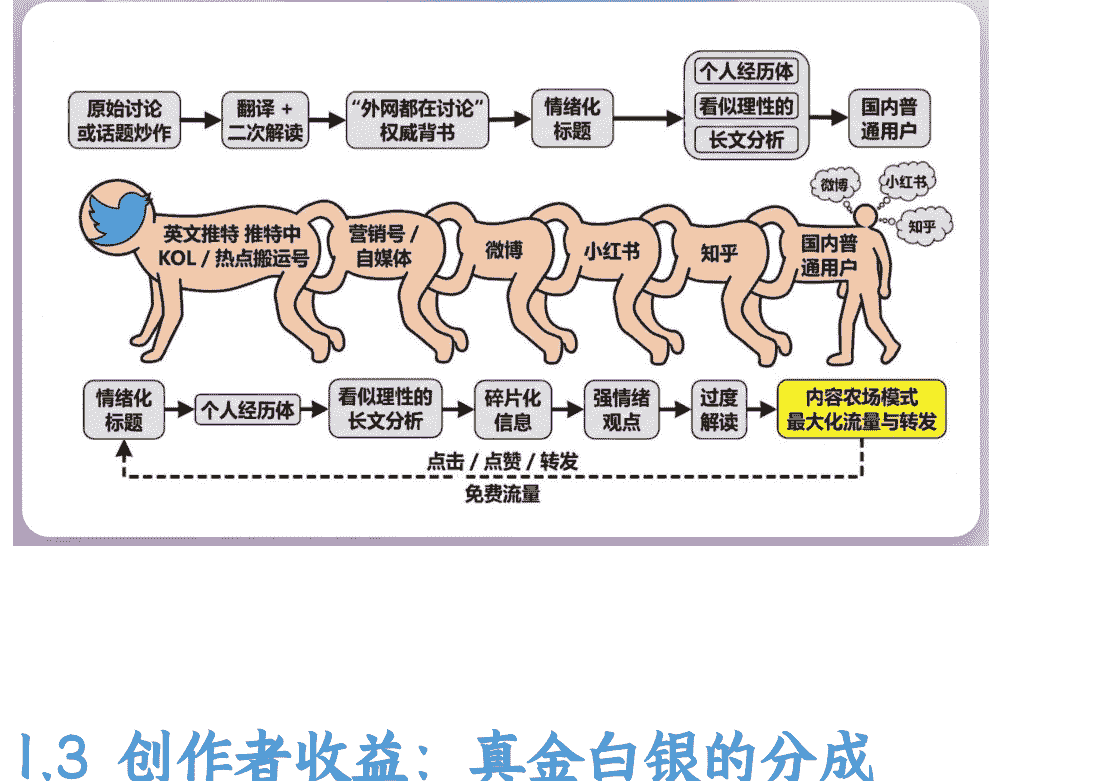 原始讨论
或话题炒作
翻译 +
二次解读
“外网都在讨论”
权威背书
情绪化
标题
个人经历体
看似理性的
长文分析
国内普
通用户
微博
小红书
知乎
英文推特 推特中
KOL / 热点搬运号
营销号 /
自媒体
微博
小红书
知乎
国内普
通用户
情绪化
标题
个人经历体
看似理性的
长文分析
碎片化
信息
强情绪
观点
过度
解读
内容农场模式
最大化流量与转发
点击 / 点赞 / 转发
免费流量
1.3 创作者收益：真金白银的分成